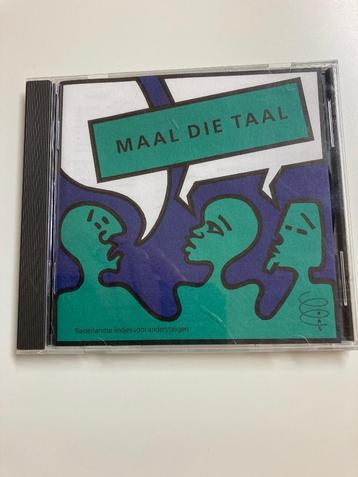 MAAL DIE TAAL
Nederlandse liedjes voor anderstaligen